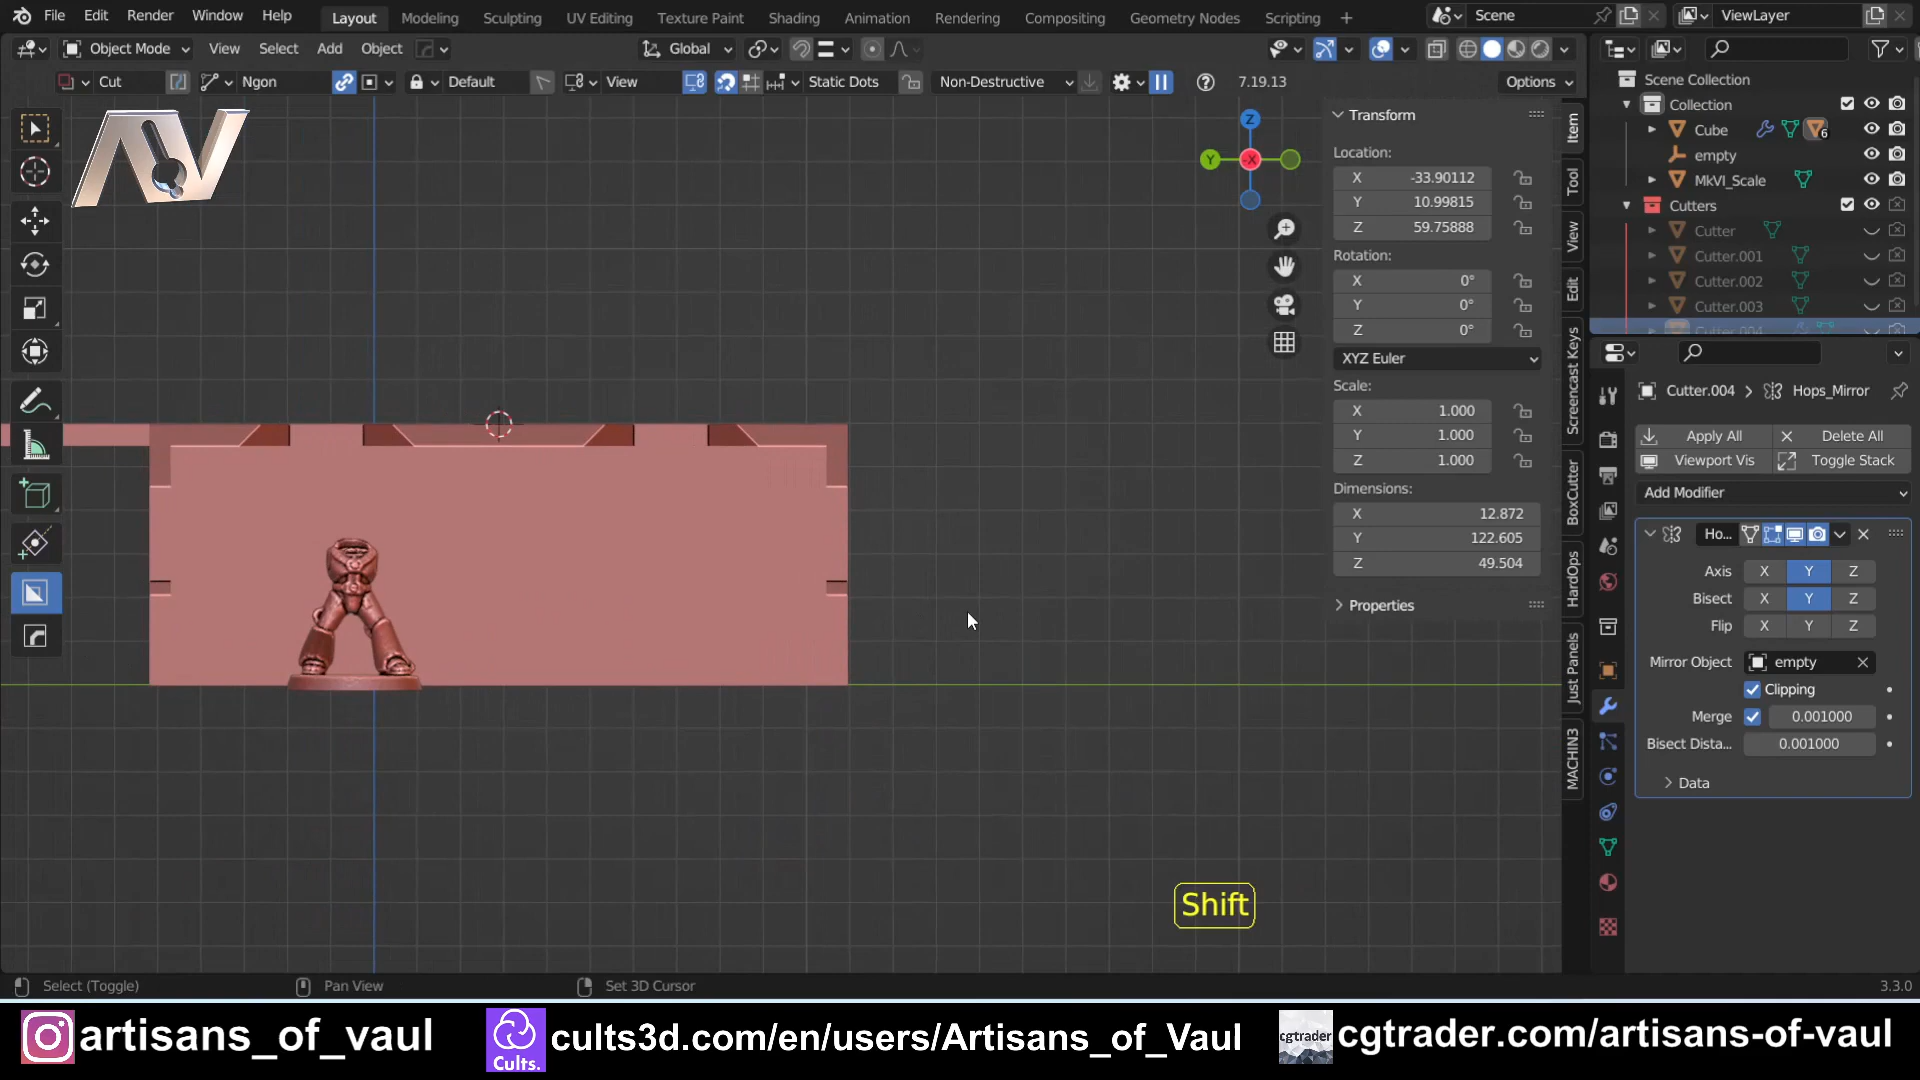 File Edit Render Window Help Layout Modeling Sculpting UV Editing Texture Paint Shading Animation Rendering Compositing Geometry Nodes Scripting + Scene ViewLayer
Object Mode View Select Add Object Global
Cut Ngon Default View Static Dots Non-Destructive 7.19.13 Options
Z
Y
-X
Transform
Location:
X -33.90112
Y 10.99815
Z 59.75888
Rotation:
X 0°
Y 0°
Z 0°
XYZ Euler
Scale:
X 1.000
Y 1.000
Z 1.000
Dimensions:
X 12.872
Y 122.605
Z 49.504
Properties
Item
Tool
View
Edit
Screencast Keys
BoxCutter
HardOps
Just Panels
MACHIN3
Scene Collection
Collection
Cube 6
empty
MkVI_Scale
Cutters
Cutter
Cutter.001
Cutter.002
Cutter.003
Cutter.004
Cutter.004 > Hops_Mirror
Apply All Delete All
Viewport Vis Toggle Stack
Add Modifier
Ho...
Axis X Y Z
Bisect X Y Z
Flip X Y Z
Mirror Object empty
Clipping
Merge 0.001000
Bisect Dista... 0.001000
Data
Shift
Select (Toggle) Pan View Set 3D Cursor 3.3.0
artisans_of_vaul Cults. cults3d.com/en/users/Artisans_of_Vaul cgtrader cgtrader.com/artisans-of-vaul